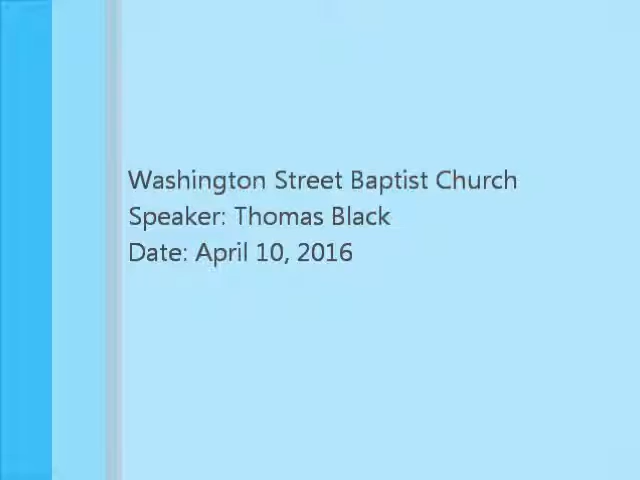 Washington Street Baptist Church
Speaker: Thomas Black
Date: April 10, 2016